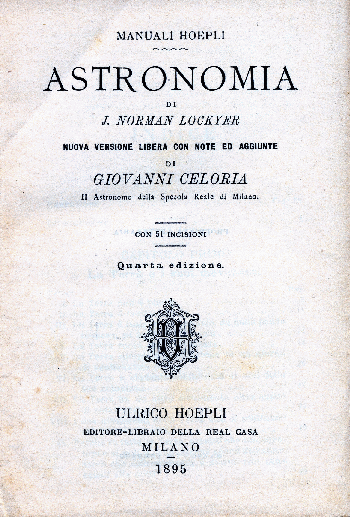 MANUALI HOEPLI
ASTRONOMIA
DI
J. NORMAN LOCKYER
NUOVA VERSIONE LIBERA CON NOTE ED AGGIUNTE
DI
GIOVANNI CELORIA
II Astronomo della Specola Reale di Milano.
CON 51 INCISIONI
Quarta edizione.
UH
ULRICO HOEPLI
EDITORE-LIBRAIO DELLA REAL CASA
MILANO
1895